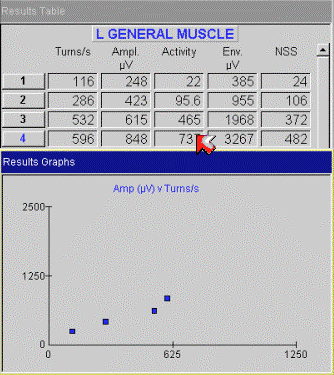 Results Table
L GENERAL MUSCLE
Turns/s Ampl. µV Activity Env. µV NSS
1 116 248 22 385 24
2 286 423 95.6 955 106
3 532 615 465 1968 372
4 596 848 3267 482
Results Graphs
Amp (µV) v Turns/s
2500
1250
0
0 625 1250